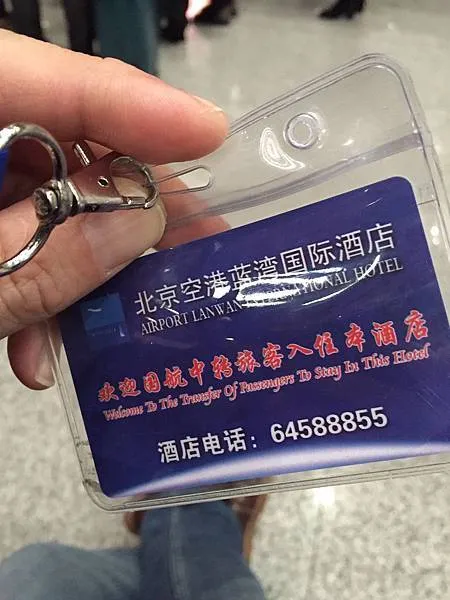 北京空港蓝湾国际酒店
AIRPORT LANWAN INTERNATIONAL HOTEL
欢迎国航中转旅客入住本酒店
Welcome To The Transfer Of Passengers To Stay In This Hotel
酒店电话：64588855